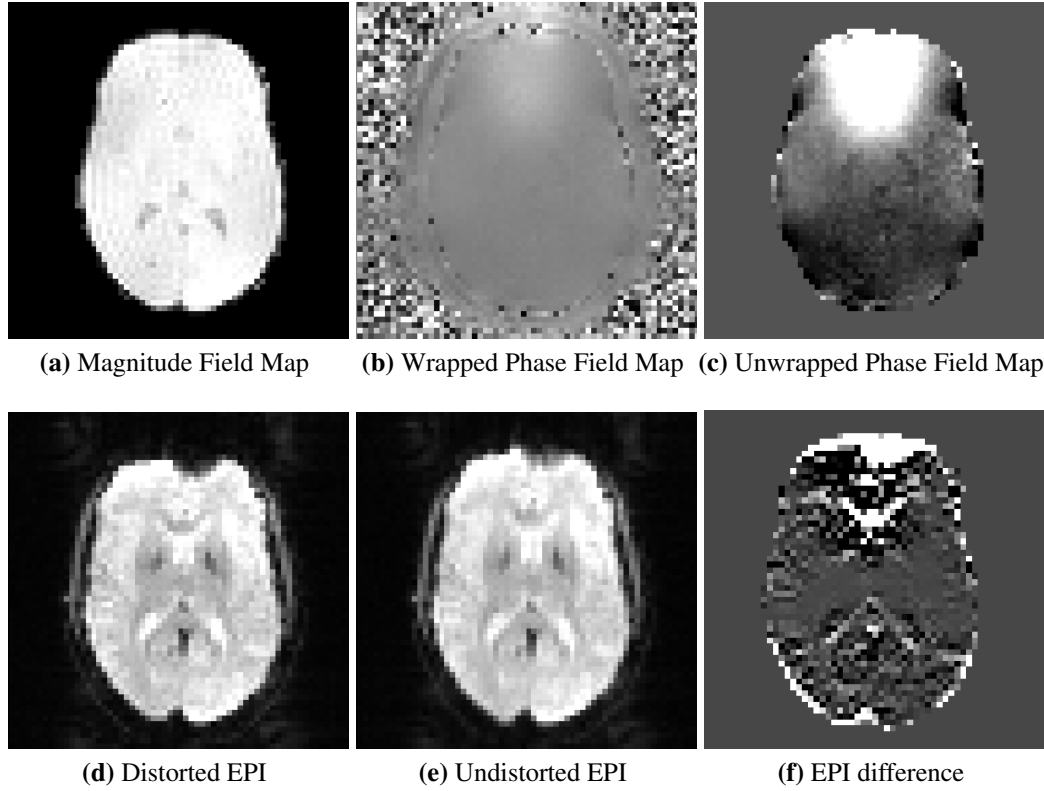 (a) Magnitude Field Map
(b) Wrapped Phase Field Map
(c) Unwrapped Phase Field Map
(d) Distorted EPI
(e) Undistorted EPI
(f) EPI difference